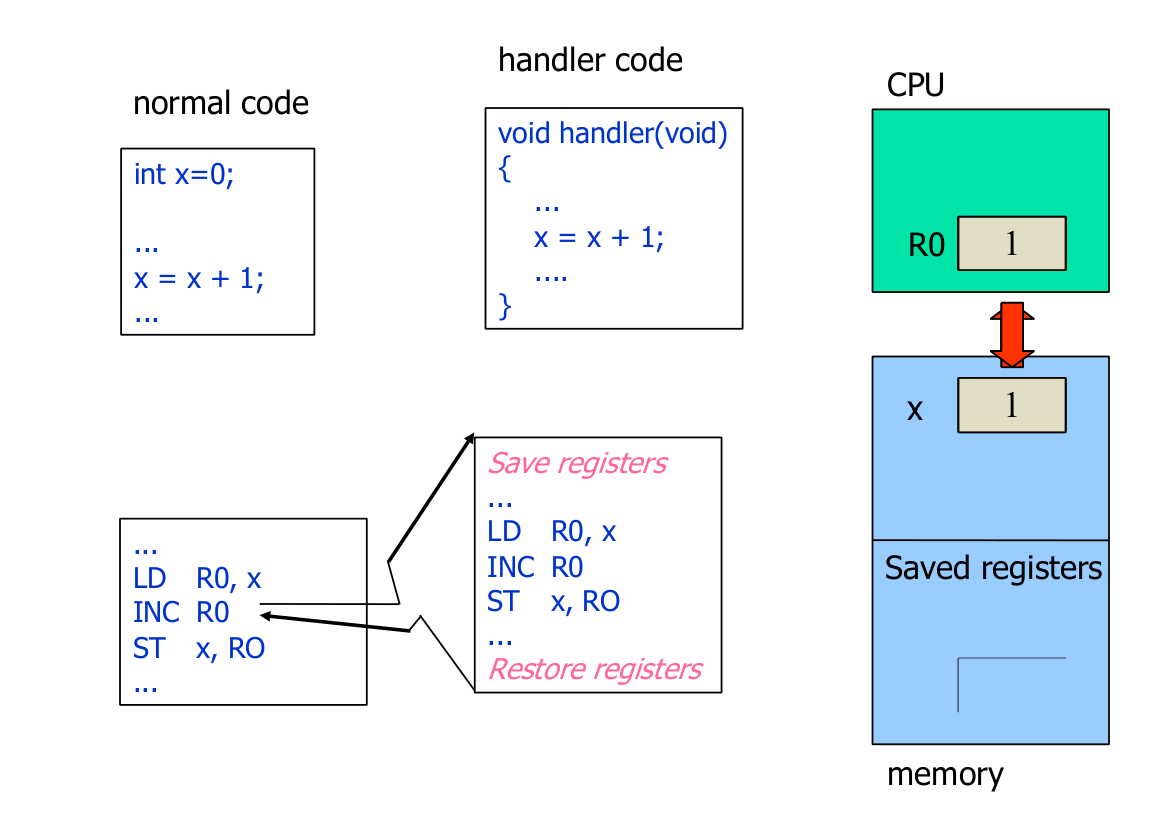 handler code
normal code
CPU
void handler(void)
{
...
x = x + 1;
....
}
int x=0;
...
x = x + 1;
...
R0
1
x
1
Save registers
...
LD R0, x
INC R0
ST x, RO
...
Restore registers
...
LD R0, x
INC R0
ST x, RO
...
Saved registers
memory